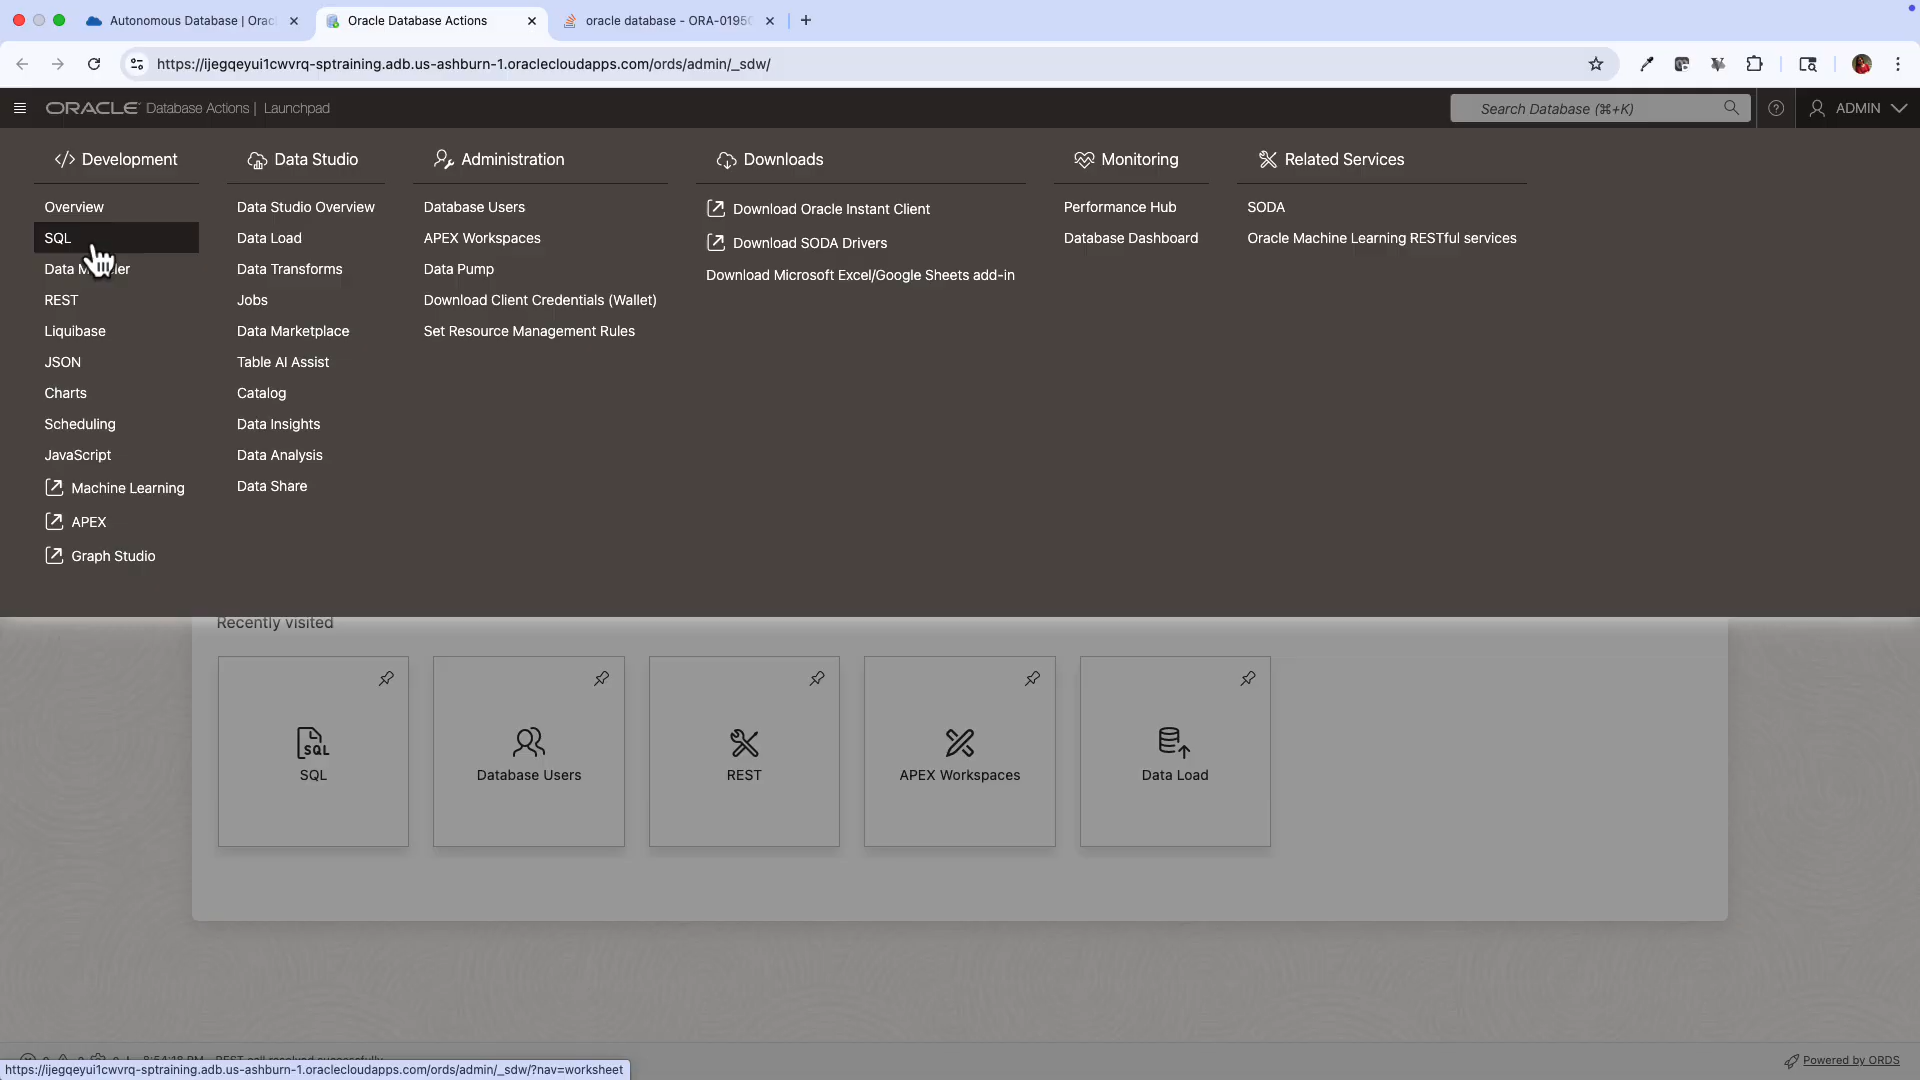 Autonomous Database | Orac
Oracle Database Actions
oracle database - ORA-0195
https://ijegqeyui1cwvrq-sptraining.adb.us-ashburn-1.oraclecloudapps.com/ords/admin/_sdw/
ORACLE Database Actions | Launchpad
Search Database (⌘+K)
ADMIN
Development
Overview
SQL
REST
Liquibase
JSON
Charts
Scheduling
JavaScript
Machine Learning
APEX
Graph Studio
Data Studio
Data Studio Overview
Data Load
Data Transforms
Jobs
Data Marketplace
Table AI Assist
Catalog
Data Insights
Data Analysis
Data Share
Administration
Database Users
APEX Workspaces
Data Pump
Download Client Credentials (Wallet)
Set Resource Management Rules
Downloads
Download Oracle Instant Client
Download SODA Drivers
Download Microsoft Excel/Google Sheets add-in
Monitoring
Performance Hub
Database Dashboard
Related Services
SODA
Oracle Machine Learning RESTful services
Recently visited
SQL
SQL
Database Users
REST
APEX Workspaces
Data Load
https://ijegqeyui1cwvrq-sptraining.adb.us-ashburn-1.oraclecloudapps.com/ords/admin/_sdw/?nav=worksheet
Powered by ORDS